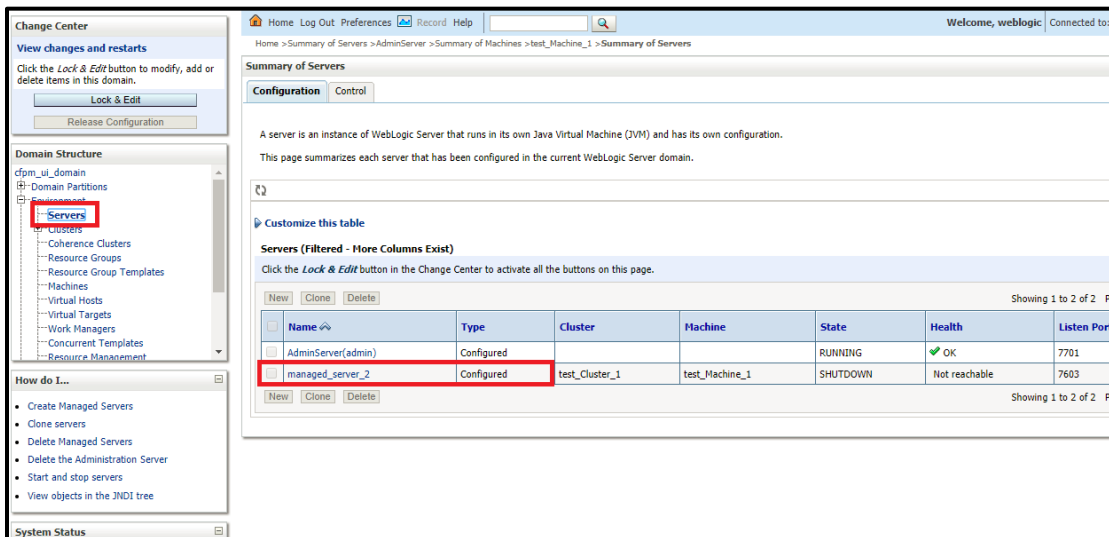 Change Center
View changes and restarts
Click the Lock & Edit button to modify, add or
delete items in this domain.
Lock & Edit
Release Configuration
Domain Structure
cfpm_ui_domain
Domain Partitions
Environment
Servers
Clusters
Coherence Clusters
Resource Groups
Resource Group Templates
Machines
Virtual Hosts
Virtual Targets
Work Managers
Concurrent Templates
Resource Management
How do I...
Create Managed Servers
Clone servers
Delete Managed Servers
Delete the Administration Server
Start and stop servers
View objects in the JNDI tree
System Status
Home Log Out Preferences Record Help
Welcome, weblogic Connected to:
Home >Summary of Servers >AdminServer >Summary of Machines >test_Machine_1 >Summary of Servers
Summary of Servers
Configuration Control
A server is an instance of WebLogic Server that runs in its own Java Virtual Machine (JVM) and has its own configuration.
This page summarizes each server that has been configured in the current WebLogic Server domain.
Customize this table
Servers (Filtered - More Columns Exist)
Click the Lock & Edit button in the Change Center to activate all the buttons on this page.
New Clone Delete Showing 1 to 2 of 2 P
Name Type Cluster Machine State Health Listen Por
AdminServer(admin) Configured RUNNING OK 7701
managed_server_2 Configured test_Cluster_1 test_Machine_1 SHUTDOWN Not reachable 7603
New Clone Delete Showing 1 to 2 of 2 P